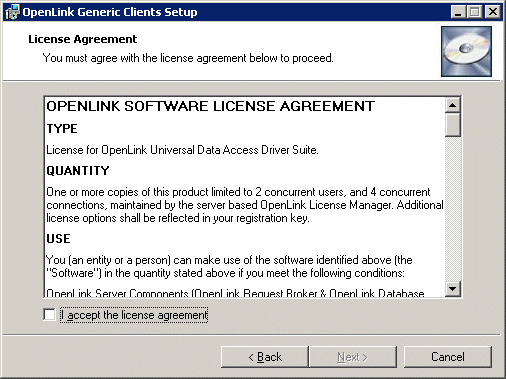 OpenLink Generic Clients Setup
License Agreement
You must agree with the license agreement below to proceed.
OPENLINK SOFTWARE LICENSE AGREEMENT
TYPE
License for OpenLink Universal Data Access Driver Suite.
QUANTITY
One or more copies of this product limited to 2 concurrent users, and 4 concurrent
connections, maintained by the server based OpenLink License Manager. Additional
license options shall be reflected in your registration key.
USE
You (an entity or a person) can make use of the software identified above (the
"Software") in the quantity stated above if you meet the following conditions:
OpenLink Server Components (OpenLink Request Broker & OpenLink Database
I accept the license agreement
< Back
Next >
Cancel